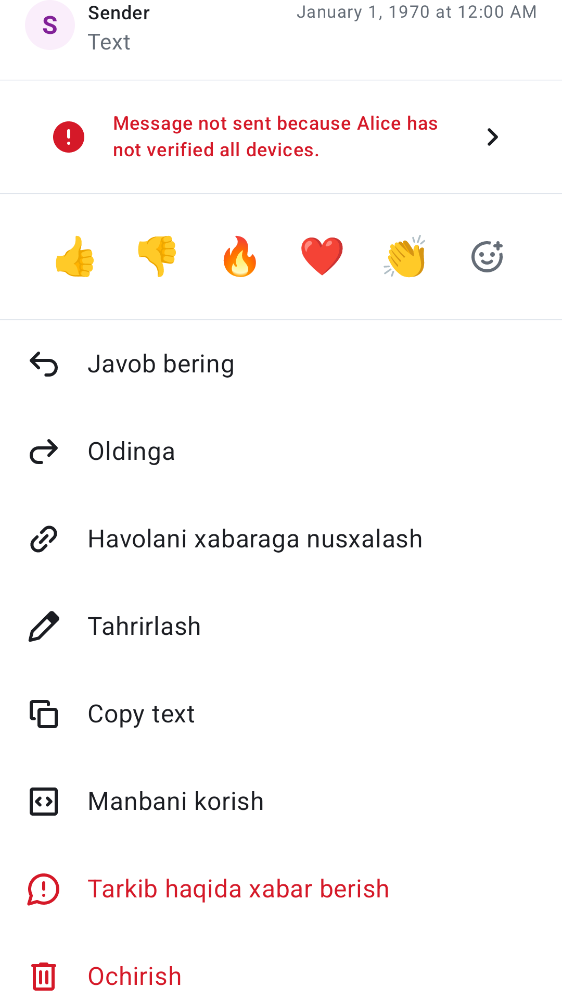 S
Sender
January 1, 1970 at 12:00 AM
Text
Message not sent because Alice has
not verified all devices.
Javob bering
Oldinga
Havolani xabaraga nusxalash
Tahrirlash
Copy text
Manbani korish
Tarkib haqida xabar berish
Ochirish